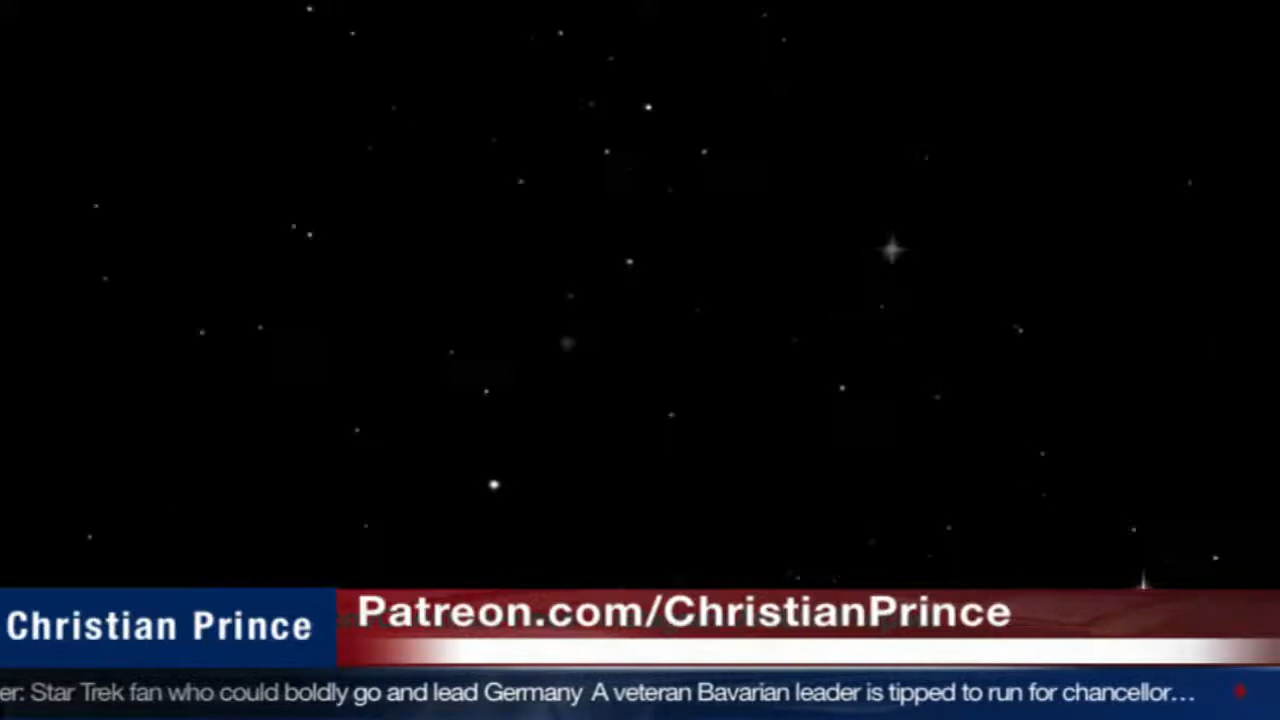 Christian Prince
Patreon.com/ChristianPrince
er: Star Trek fan who could boldly go and lead Germany A veteran Bavarian leader is tipped to run for chancellor...